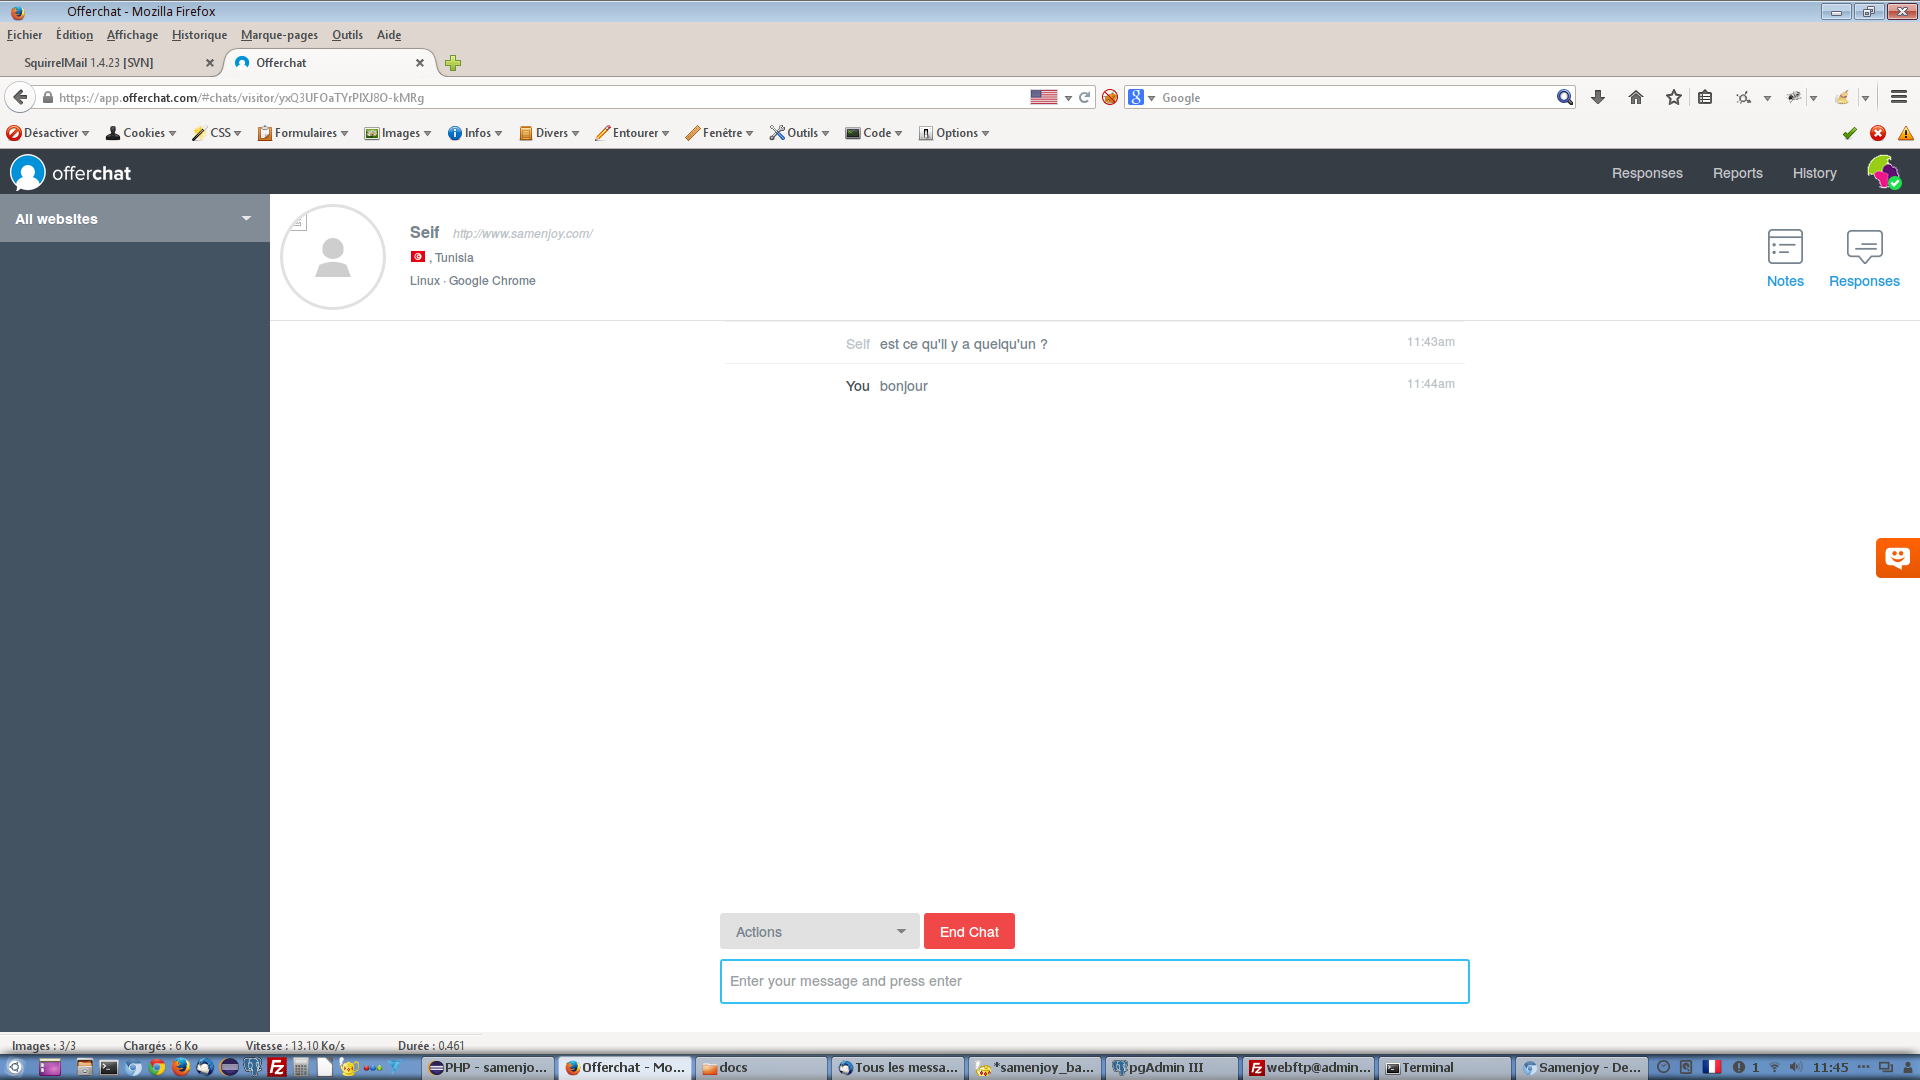 Offerchat - Mozilla Firefox
Fichier Édition Affichage Historique Marque-pages Outils Aide
SquirrelMail 1.4.23 [SVN] Offerchat
https://app.offerchat.com/#chats/visitor/yxQ3UFOaTYrPlXJ8O-kMRg Google
Désactiver Cookies CSS Formulaires Images Infos Divers Entourer Fenêtre Outils Code Options
offerchat Responses Reports History
All websites
Seif http://www.samenjoy.com/
, Tunisia
Linux · Google Chrome
Notes Responses
Seif est ce qu'il y a quelqu'un ? 11:43am
You bonjour 11:44am
Actions End Chat
Enter your message and press enter
Images : 3/3 Chargés : 6 Ko Vitesse : 13.10 Ko/s Durée : 0.461
PHP - samenjo... Offerchat - Mo... docs Tous les messa... *samenjoy_ba... pgAdmin III webftp@admin... Terminal Samenjoy - De... 1 11:45